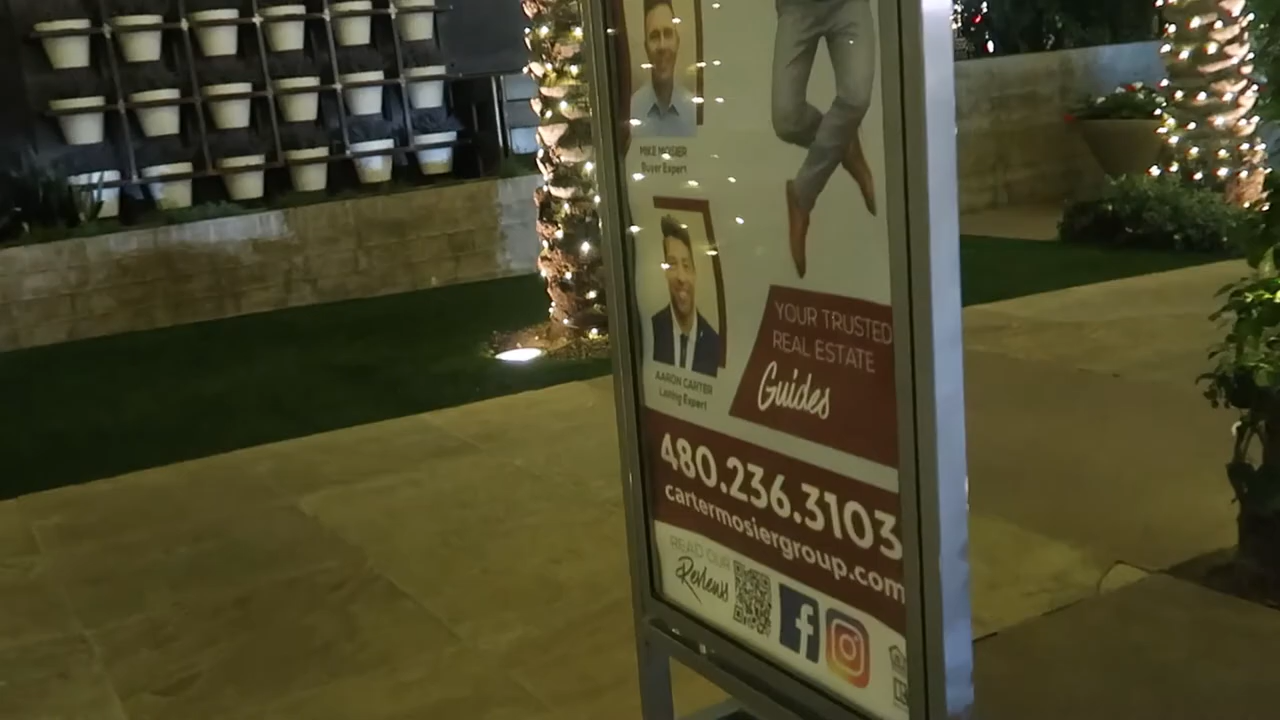 MIKE MOSIER
Buyer Expert
AARON CARTER
Listing Expert
YOUR TRUSTED
REAL ESTATE
Guides
480.236.3103
cartermosiergroup.com
READ OUR
Reviews